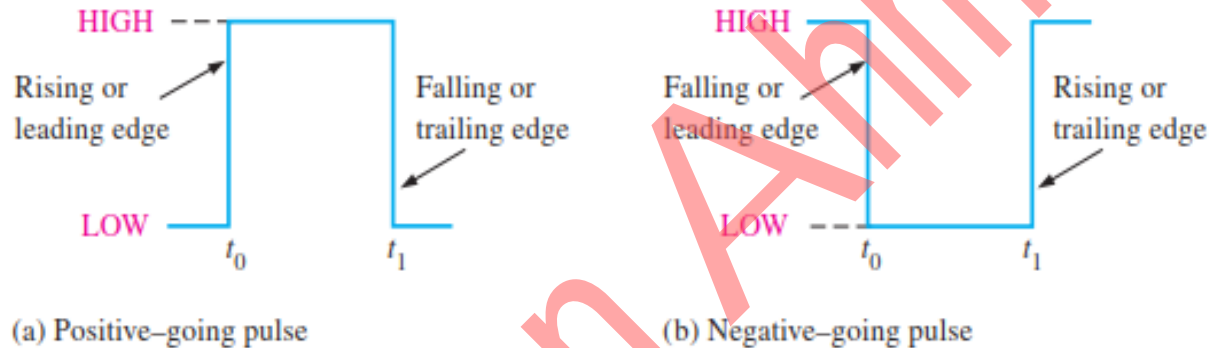 HIGH
Rising or
leading edge
Falling or
trailing edge
LOW
t0
t1
(a) Positive–going pulse
HIGH
Falling or
leading edge
Rising or
trailing edge
LOW
t0
t1
(b) Negative–going pulse